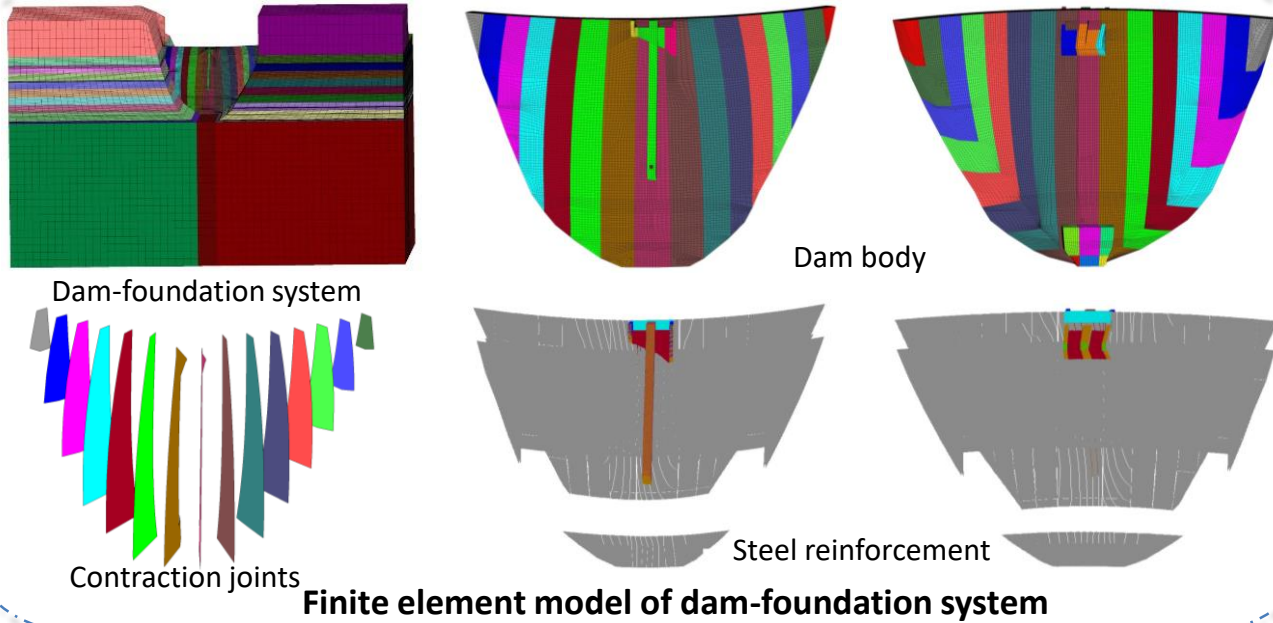 Dam body
Dam-foundation system
Steel reinforcement
Contraction joints
Finite element model of dam-foundation system